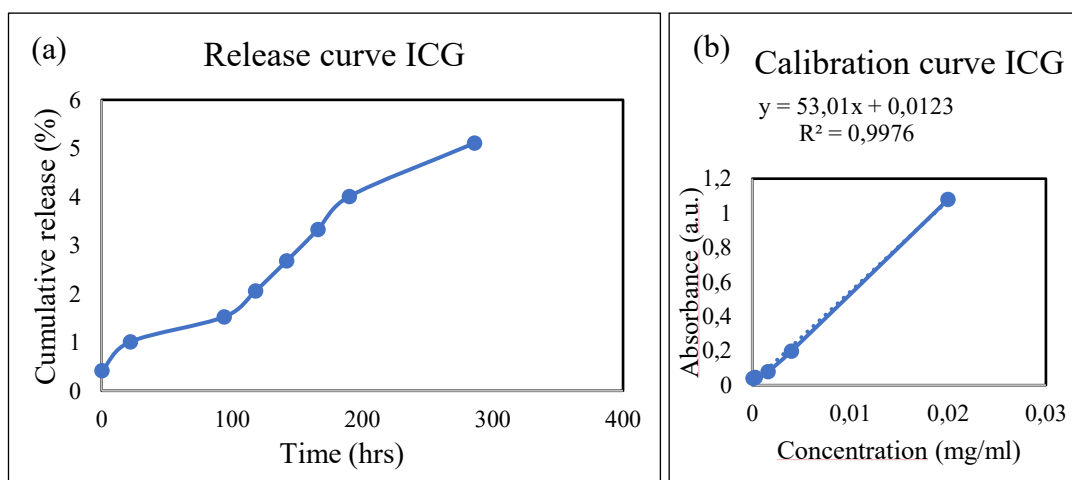 (a)
Release curve ICG
Cumulative release (%)
6
5
4
3
2
1
0
0 100 200 300 400
Time (hrs)
(b)
Calibration curve ICG
y = 53,01x + 0,0123
R² = 0,9976
Absorbance (a.u.)
1,2
1
0,8
0,6
0,4
0,2
0
0 0,01 0,02 0,03
Concentration (mg/ml)